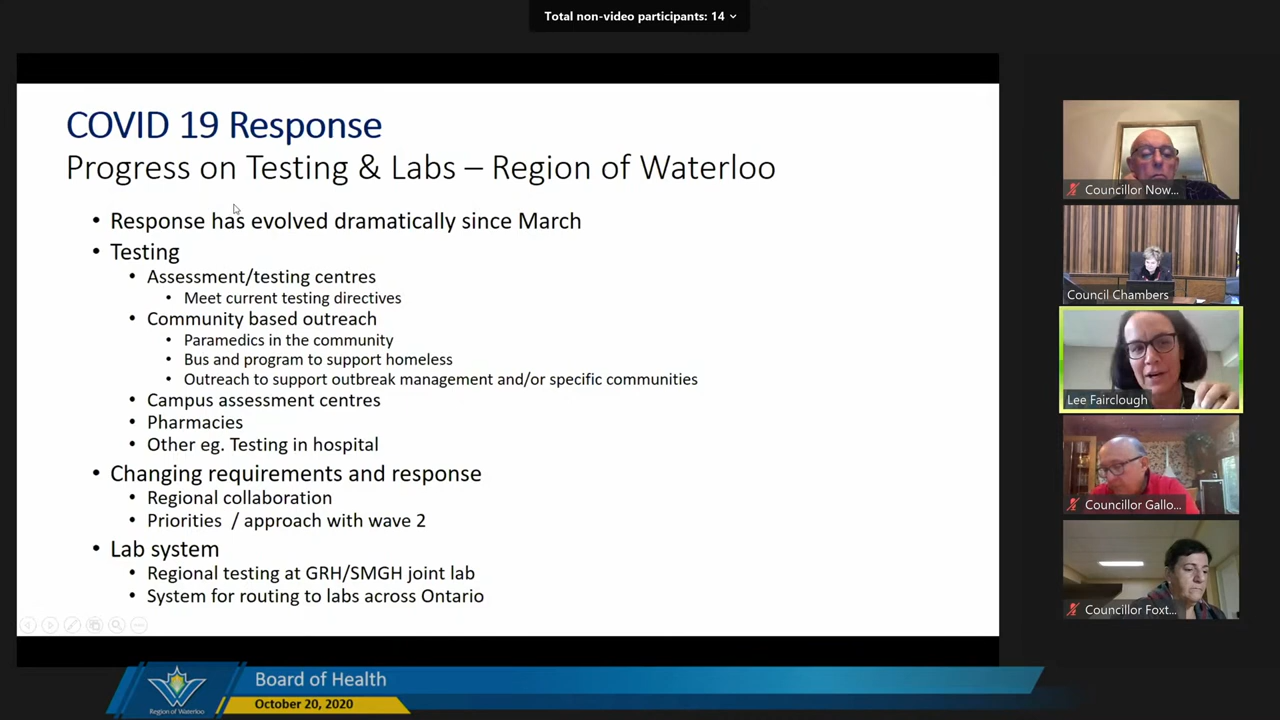 Total non-video participants: 14
COVID 19 Response
Progress on Testing & Labs – Region of Waterloo
• Response has evolved dramatically since March
• Testing
• Assessment/testing centres
• Meet current testing directives
• Community based outreach
• Paramedics in the community
• Bus and program to support homeless
• Outreach to support outbreak management and/or specific communities
• Campus assessment centres
• Pharmacies
• Other eg. Testing in hospital
• Changing requirements and response
• Regional collaboration
• Priorities / approach with wave 2
• Lab system
• Regional testing at GRH/SMGH joint lab
• System for routing to labs across Ontario
Councillor Now...
Council Chambers
Lee Fairclough
Councillor Gallo...
Councillor Foxt...
Board of Health
October 20, 2020
Region of Waterloo